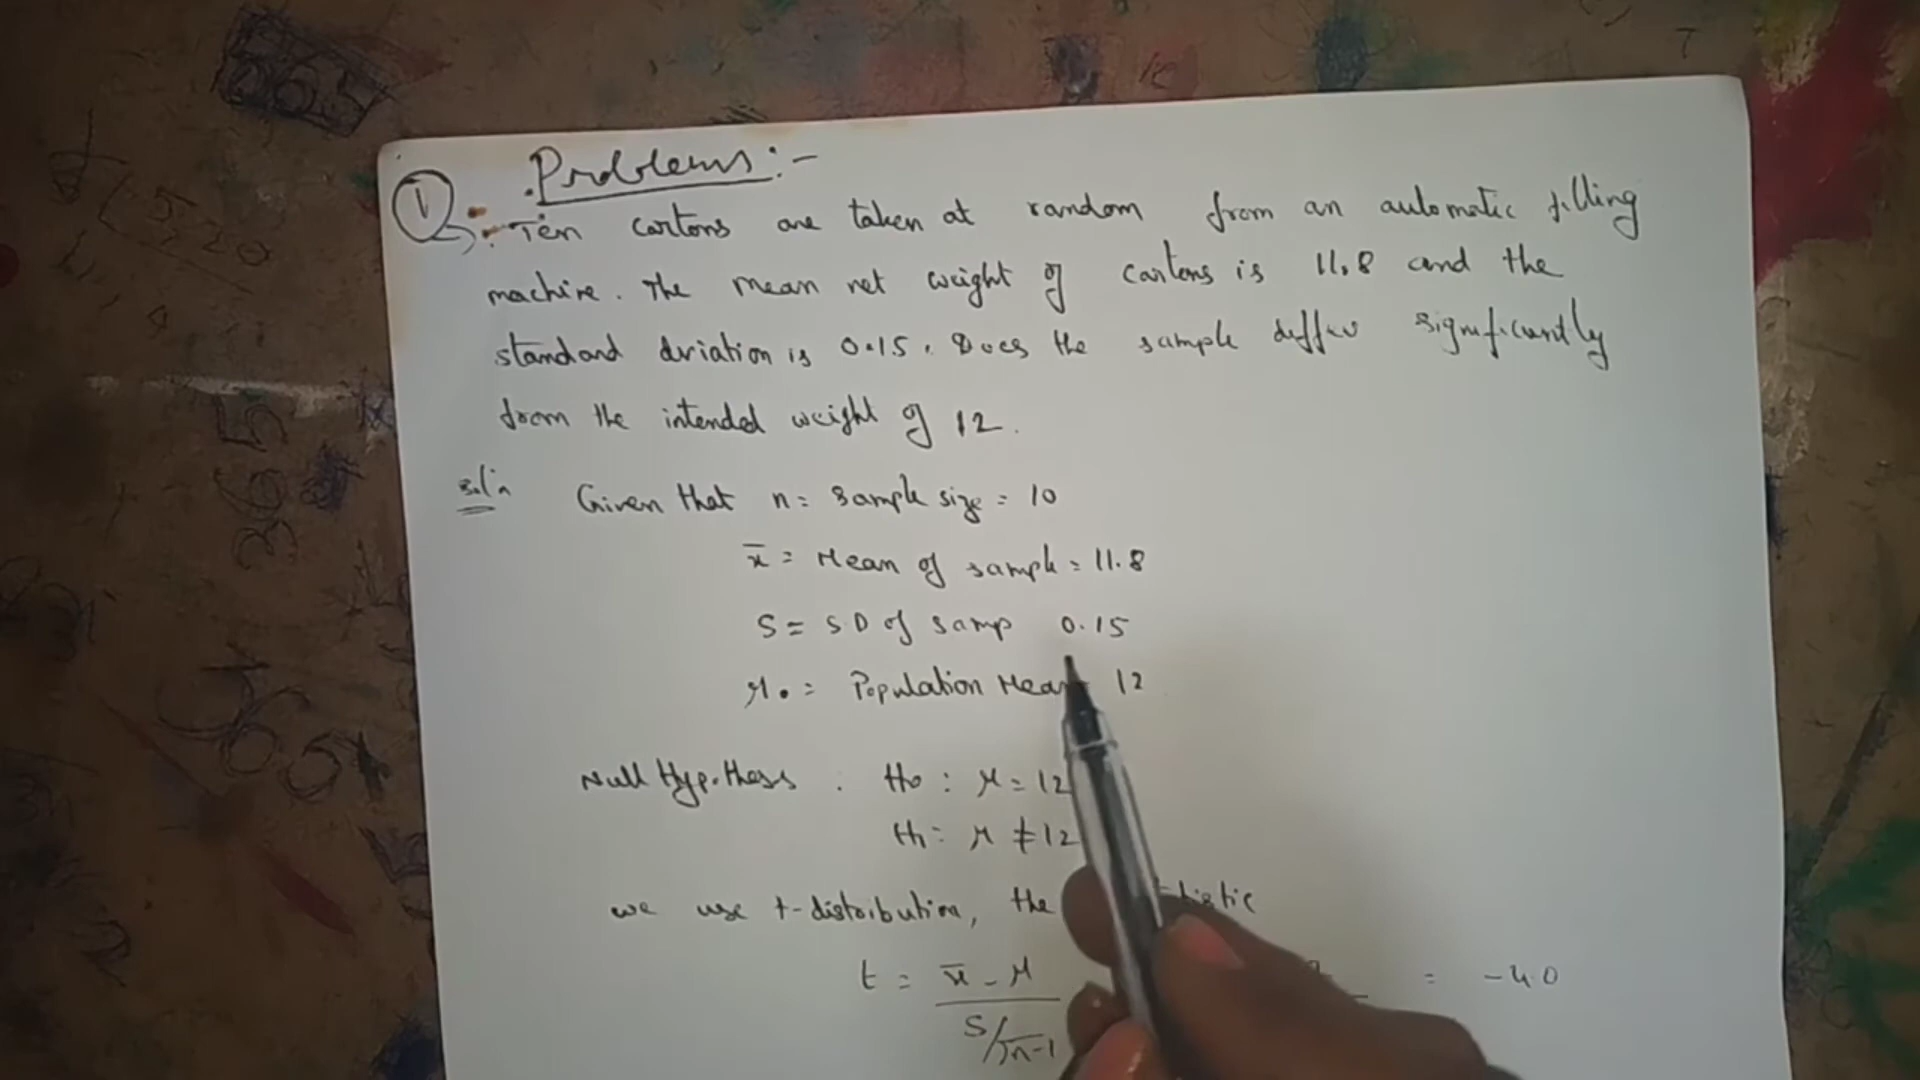 Problems:-
1 Ten cartons are taken at random from an automatic filling
machine. The mean net weight of cartons is 11.8 and the
standard deviation is 0.15. Does the sample differ significantly
from the intended weight of 12.
Sol'n Given that n = sample size = 10
x̄ = Mean of sample = 11.8
S = S.D of samp 0.15
μ₀ = Population Mean 12
Null Hypothesis : H0 : μ = 12
H1: μ ≠ 12
we use t-distribution, the
t = x̄ - μ / S/√n-1 = -4.0
365